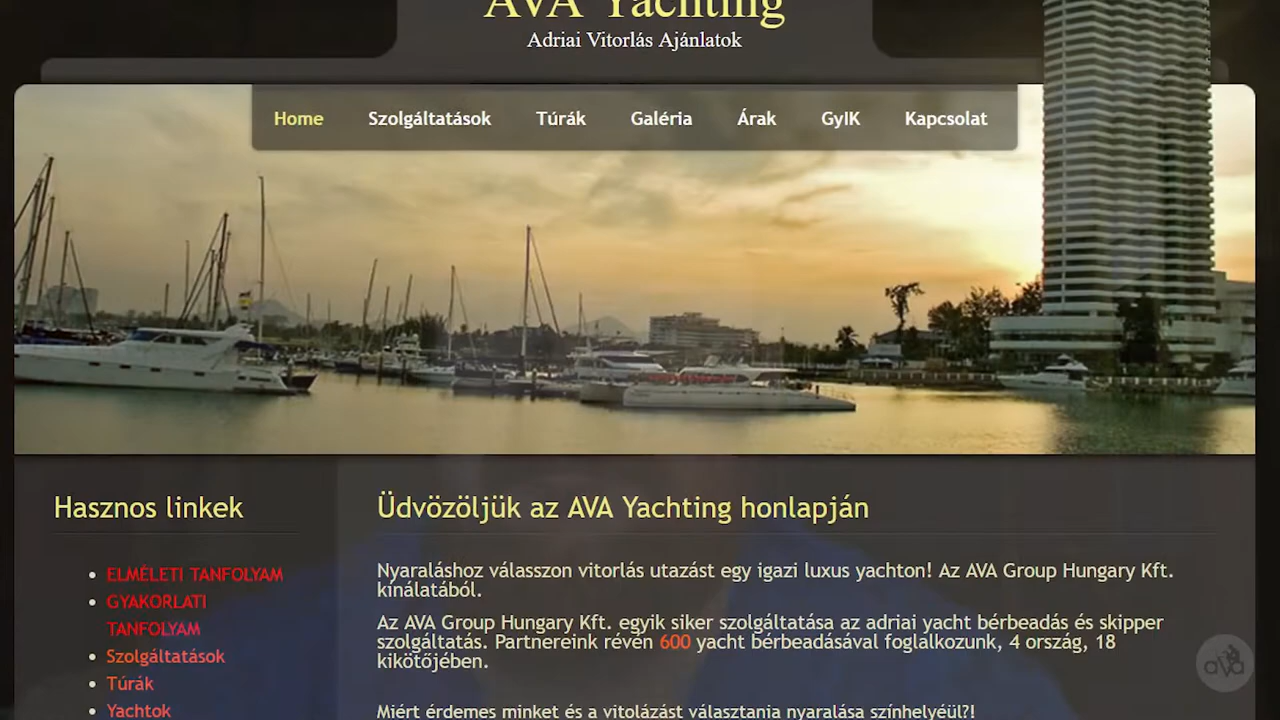 AVA Yachting
Adriai Vitorlás Ajánlatok
Home Szolgáltatások Túrák Galéria Árak GyIK Kapcsolat
Hasznos linkek
ELMÉLETI TANFOLYAM
GYAKORLATI
TANFOLYAM
Szolgáltatások
Túrák
Yachtok
Üdvözöljük az AVA Yachting honlapján
Nyaraláshoz válasszon vitorlás utazást egy igazi luxus yachton! Az AVA Group Hungary Kft.
kínálatából.
Az AVA Group Hungary Kft. egyik siker szolgáltatása az adriai yacht bérbeadás és skipper
szolgáltatás. Partnereink révén 600 yacht bérbeadásával foglalkozunk, 4 ország, 18
kikötőjében.
Miért érdemes minket és a vitolázást választania nyaralása színhelyéül?!
ava